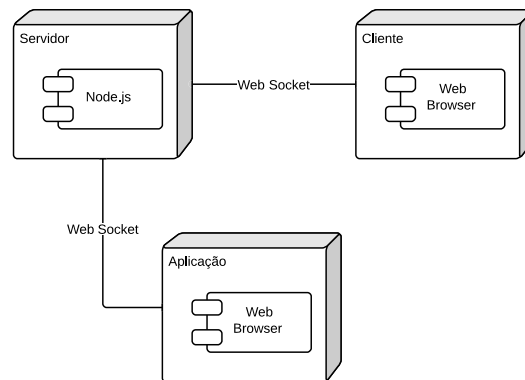 Servidor
Node.js
Web Socket
Cliente
Web
Browser
Web Socket
Aplicação
Web
Browser